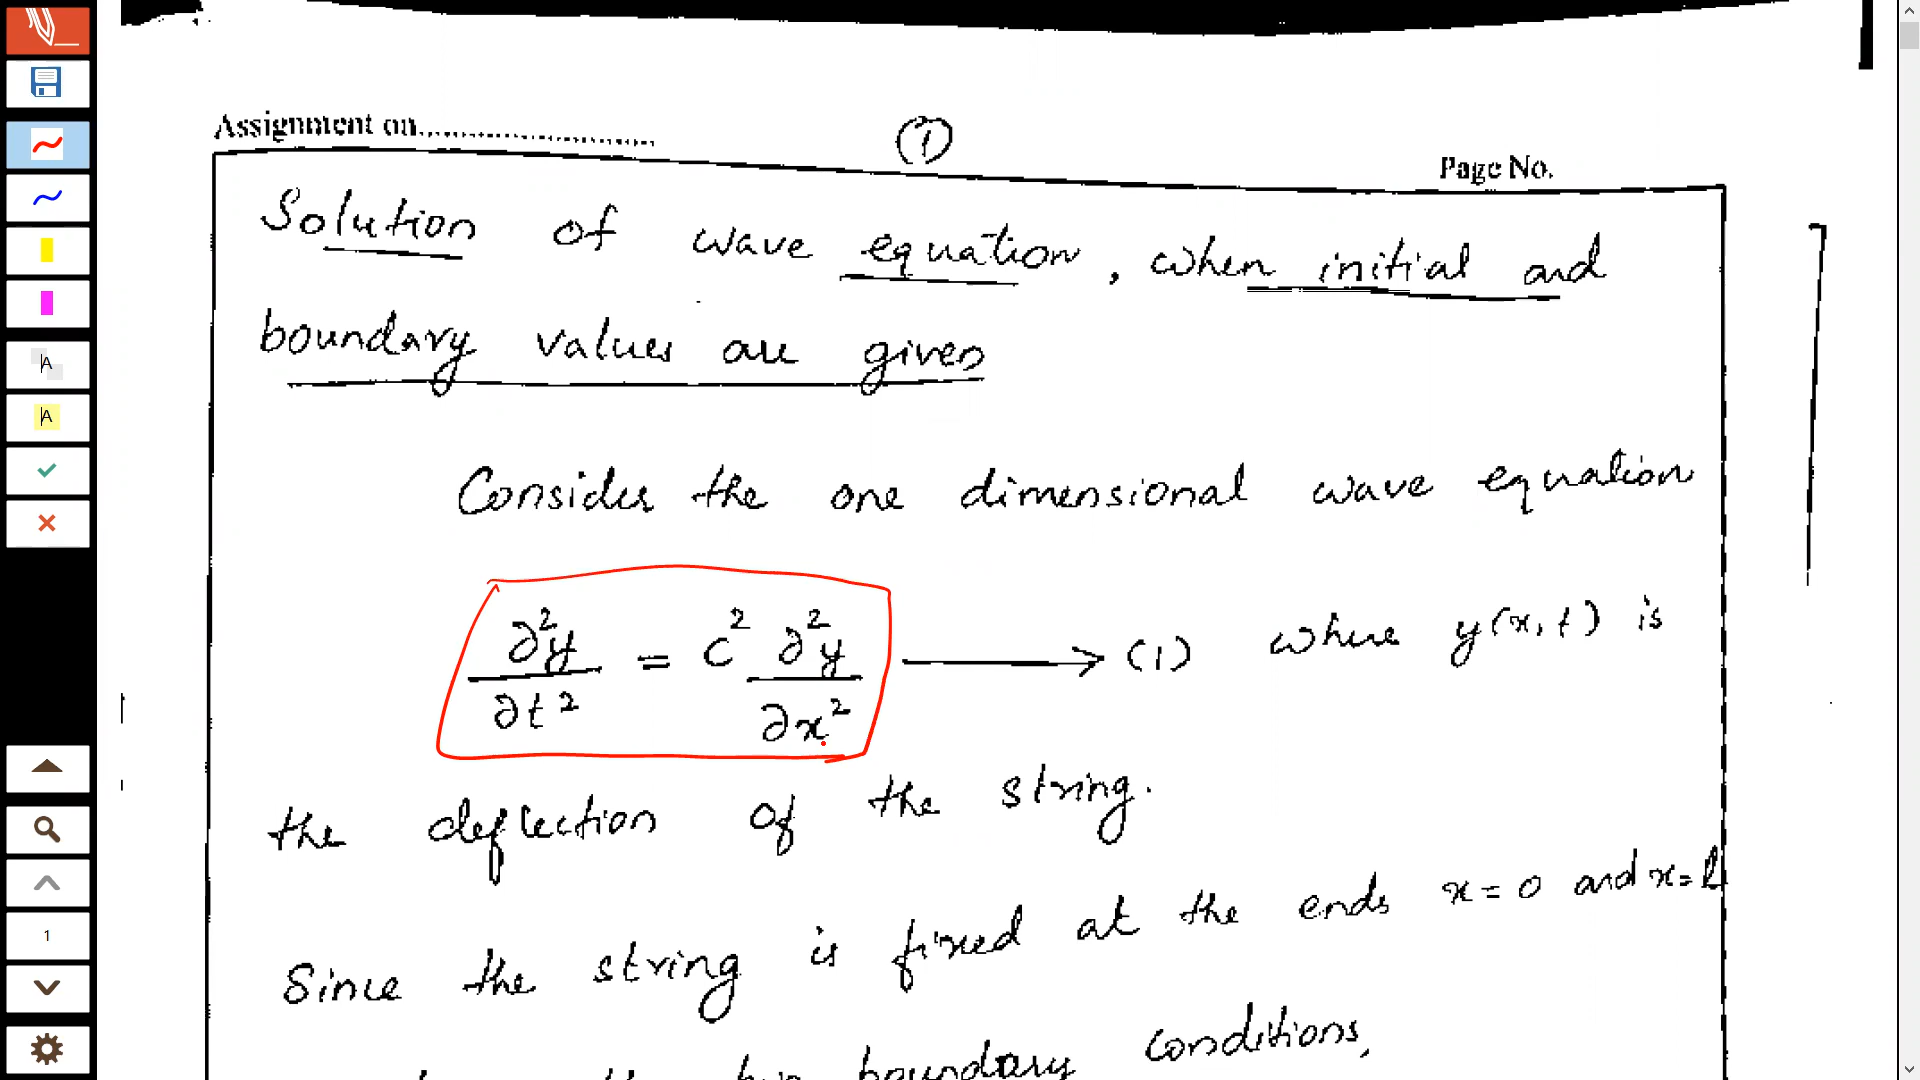 Assignment on....................
(1)
Page No.
Solution of wave equation, when initial and
boundary values are given
Consider the one dimensional wave equation
∂²y/∂t² = c² ∂²y/∂x² → (1) where y(x,t) is
the deflection of the string.
Since the string is fixed at the ends x = 0 and x = l
boundary conditions,
A
A
1